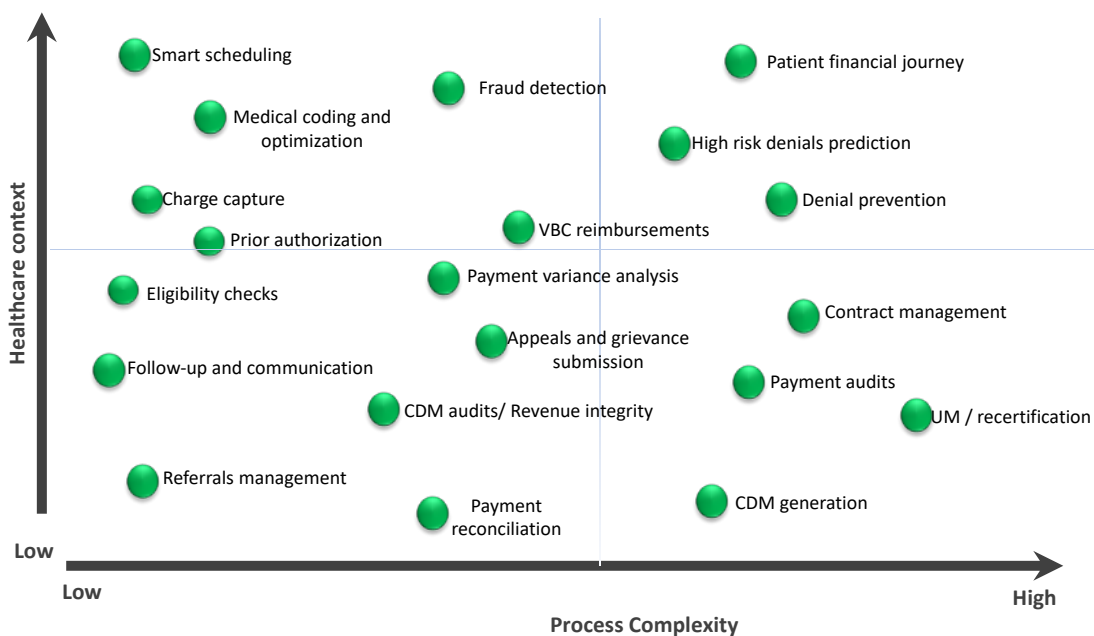 Smart scheduling
Patient financial journey
Fraud detection
Medical coding and
optimization
High risk denials prediction
Charge capture
Denial prevention
Prior authorization
VBC reimbursements
Healthcare context
Payment variance analysis
Eligibility checks
Contract management
Appeals and grievance
submission
Follow-up and communication
Payment audits
CDM audits/ Revenue integrity
UM / recertification
Referrals management
CDM generation
Payment
reconciliation
Low
Low
High
Process Complexity